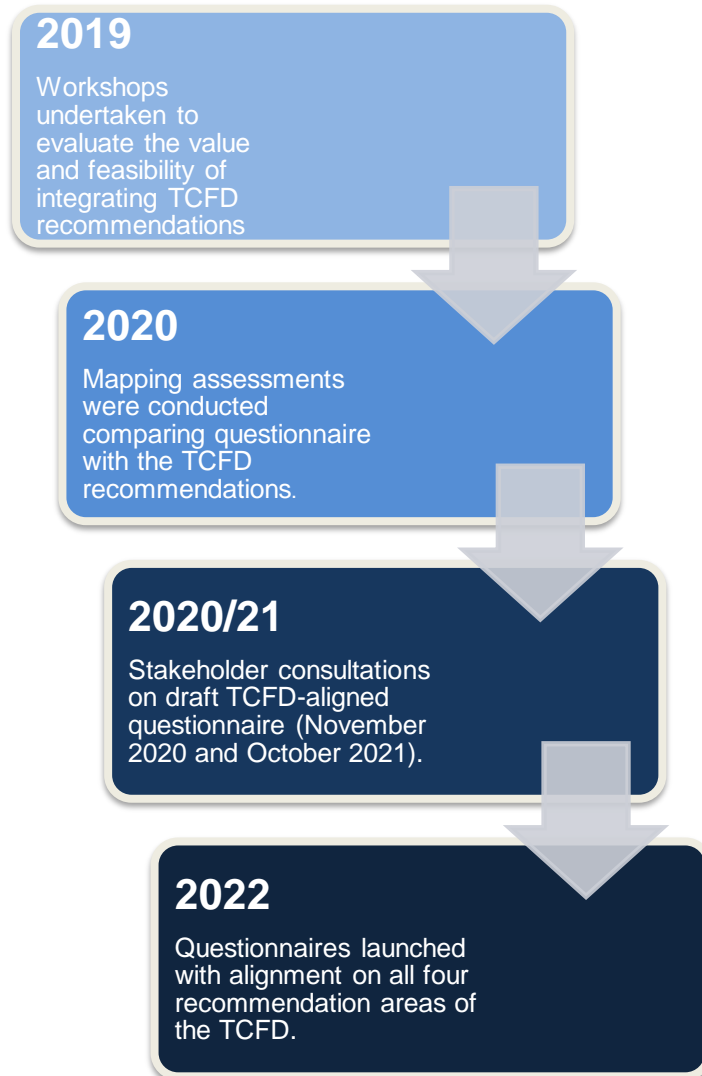 2019
Workshops
undertaken to
evaluate the value
and feasibility of
integrating TCFD
recommendations
2020
Mapping assessments
were conducted
comparing questionnaire
with the TCFD
recommendations.
2020/21
Stakeholder consultations
on draft TCFD-aligned
questionnaire (November
2020 and October 2021).
2022
Questionnaires launched
with alignment on all four
recommendation areas of
the TCFD.